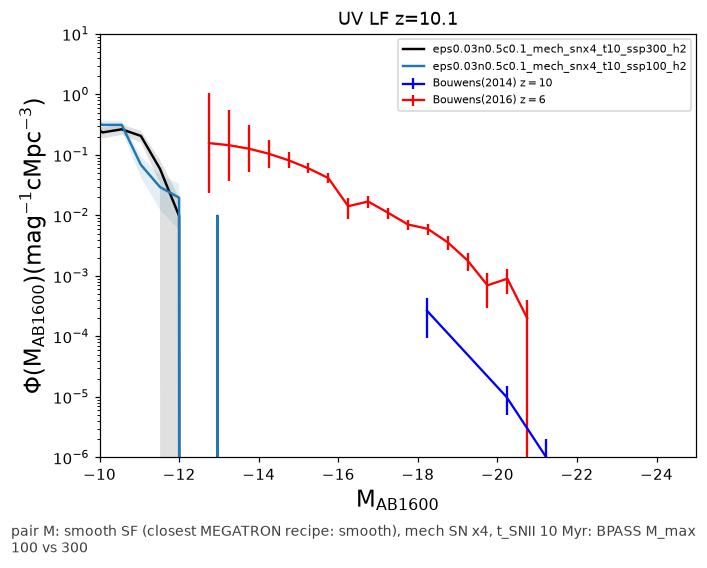 UV LF z=10.1
eps0.03n0.5c0.1_mech_snx4_t10_ssp300_h2
eps0.03n0.5c0.1_mech_snx4_t10_ssp100_h2
Bouwens(2014) z = 10
Bouwens(2016) z = 6
Φ(M_AB1600)(mag⁻¹cMpc⁻³)
10¹
10⁰
10⁻¹
10⁻²
10⁻³
10⁻⁴
10⁻⁵
10⁻⁶
−10 −12 −14 −16 −18 −20 −22 −24
M_AB1600
pair M: smooth SF (closest MEGATRON recipe: smooth), mech SN x4, t_SNII 10 Myr: BPASS M_max
100 vs 300